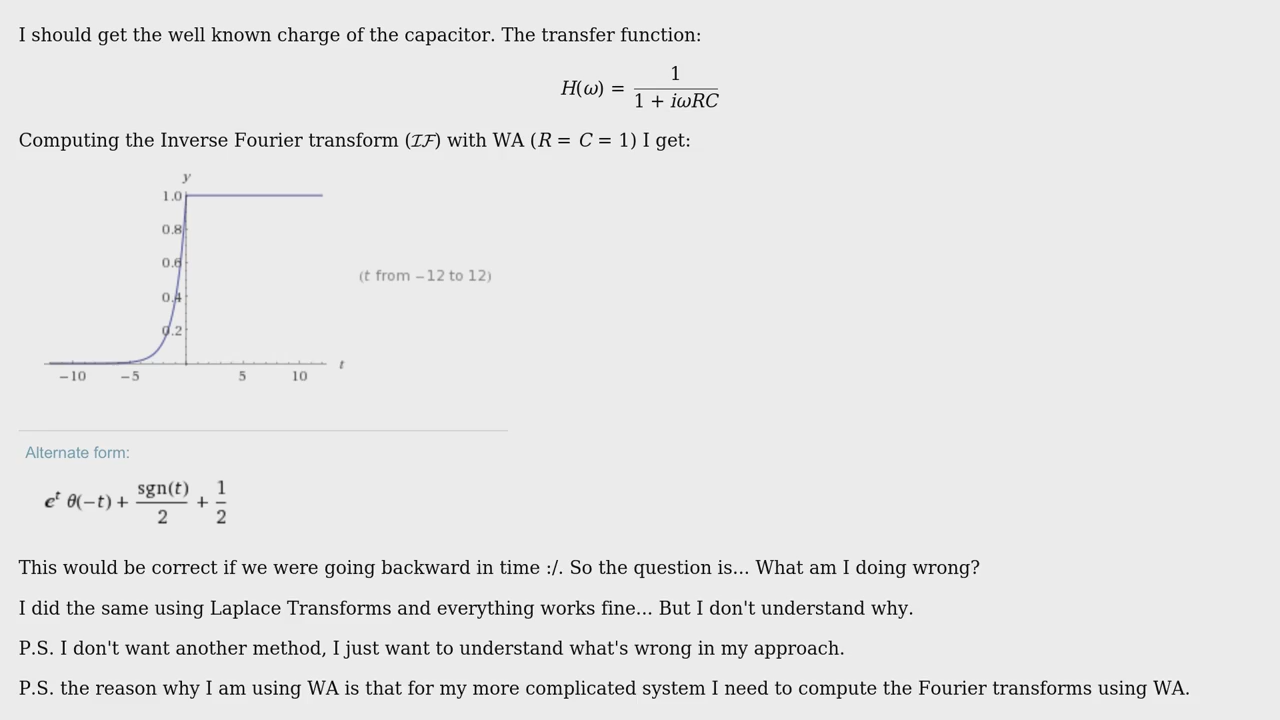 I should get the well known charge of the capacitor. The transfer function:
H(ω) = 1 / (1 + iωRC)
Computing the Inverse Fourier transform (ℐℱ) with WA (R = C = 1) I get:
y
1.0
0.8
0.6
0.4
0.2
(t from −12 to 12)
−10 −5 5 10 t
Alternate form:
e^t θ(−t) + sgn(t)/2 + 1/2
This would be correct if we were going backward in time :/. So the question is... What am I doing wrong?
I did the same using Laplace Transforms and everything works fine... But I don't understand why.
P.S. I don't want another method, I just want to understand what's wrong in my approach.
P.S. the reason why I am using WA is that for my more complicated system I need to compute the Fourier transforms using WA.